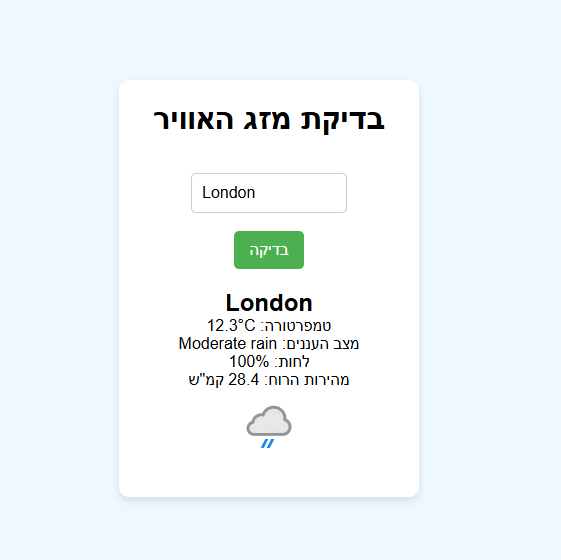 בדיקת מזג האוויר
London
בדיקה
London
טמפרטורה: 12.3°C
מצב העננים: Moderate rain
לחות: 100%
מהירות הרוח: 28.4 קמ"ש